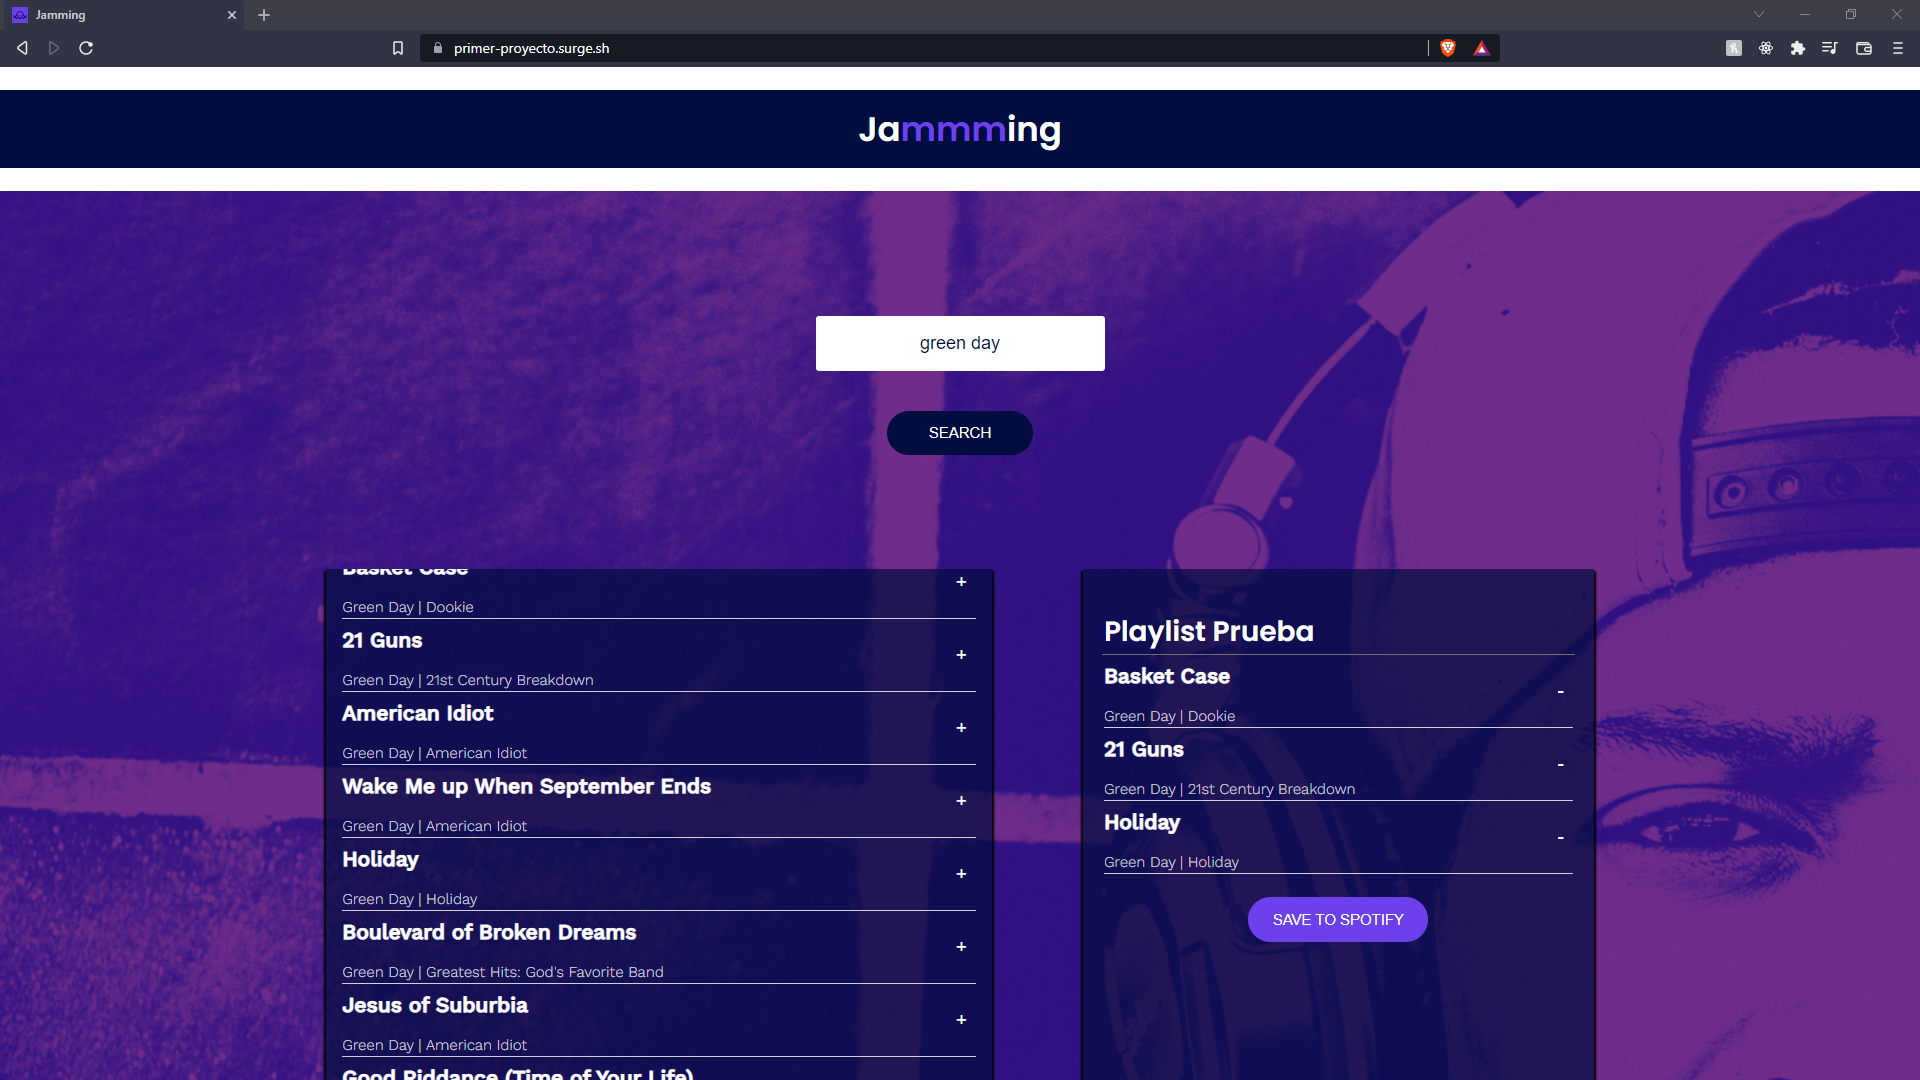 Jamming
primer-proyecto.surge.sh
Jammming
green day
SEARCH
Basket Case
+
Green Day | Dookie
21 Guns
+
Green Day | 21st Century Breakdown
American Idiot
+
Green Day | American Idiot
Wake Me up When September Ends
+
Green Day | American Idiot
Holiday
+
Green Day | Holiday
Boulevard of Broken Dreams
+
Green Day | Greatest Hits: God's Favorite Band
Jesus of Suburbia
+
Green Day | American Idiot
Good Riddance (Time of Your Life)
Playlist Prueba
Basket Case
-
Green Day | Dookie
21 Guns
-
Green Day | 21st Century Breakdown
Holiday
-
Green Day | Holiday
SAVE TO SPOTIFY